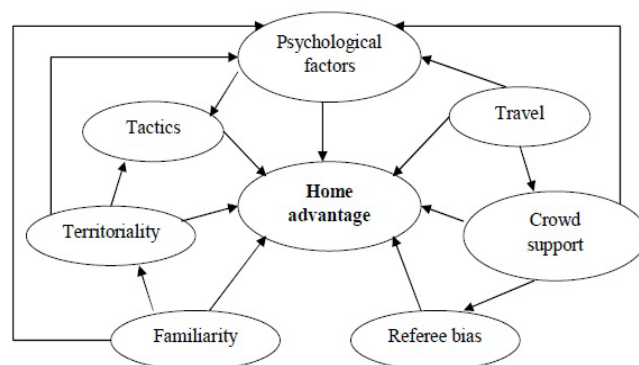 Psychological
factors
Tactics
Travel
Home
advantage
Territoriality
Crowd
support
Familiarity
Referee bias